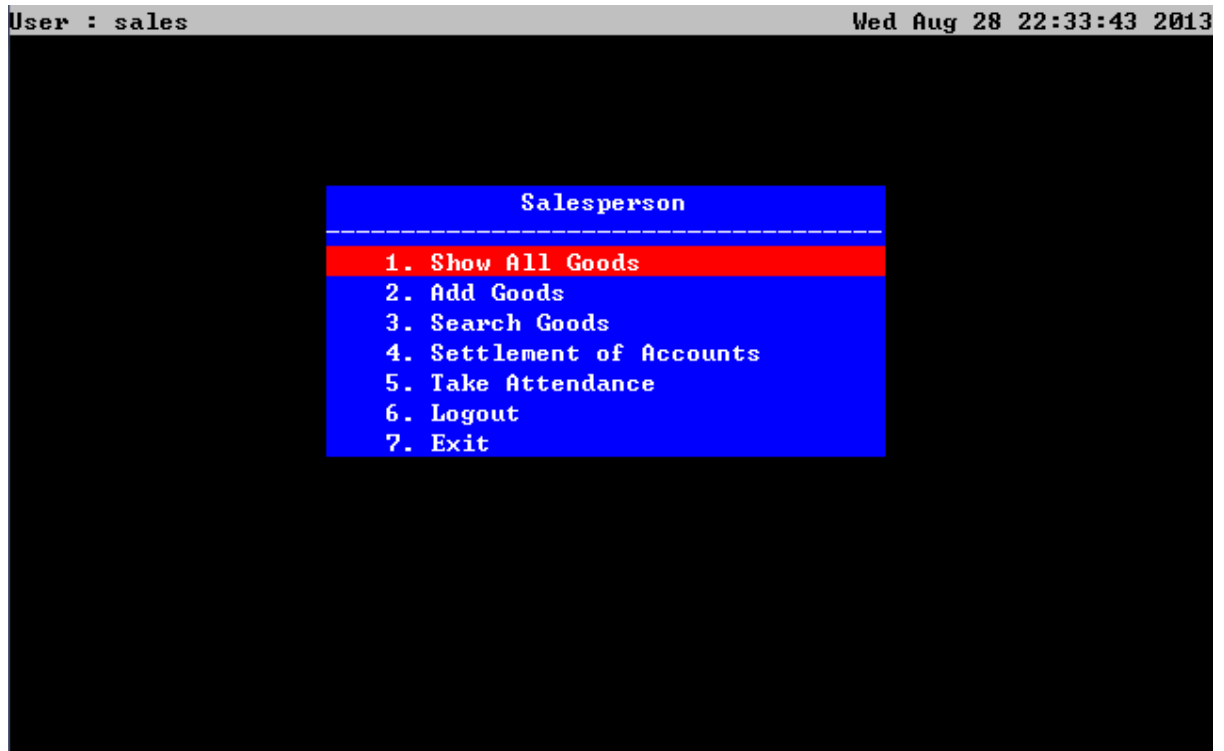 User : sales Wed Aug 28 22:33:43 2013
Salesperson
-------------------------------------
1. Show All Goods
2. Add Goods
3. Search Goods
4. Settlement of Accounts
5. Take Attendance
6. Logout
7. Exit